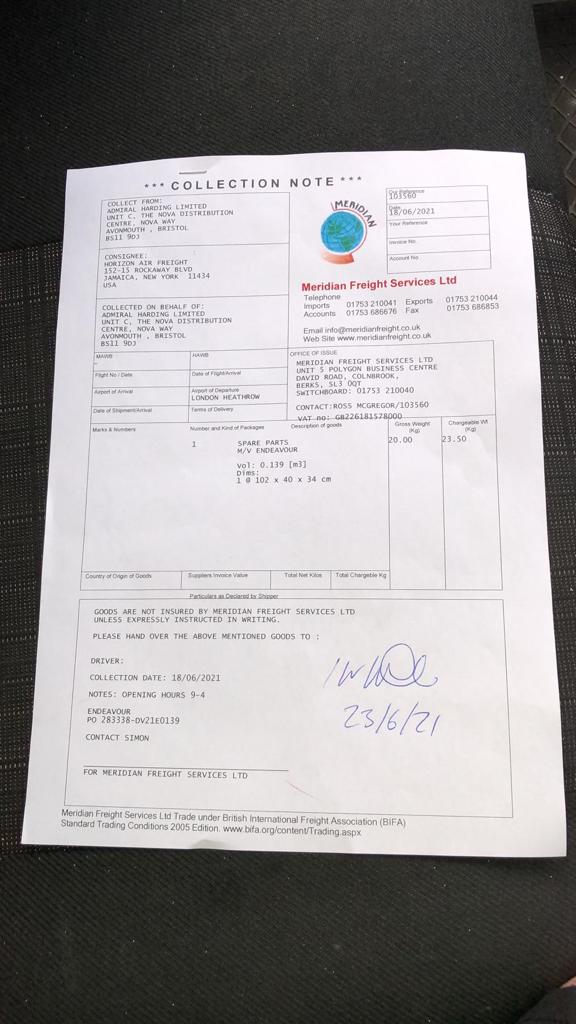 *** COLLECTION NOTE ***
COLLECT FROM:
ADMIRAL HARDING LIMITED
UNIT C, THE NOVA DISTRIBUTION
CENTRE, NOVA WAY
AVONMOUTH , BRISTOL
BS11 9DJ
CONSIGNEE:
HORIZON AIR FREIGHT
152-15 ROCKAWAY BLVD
JAMAICA, NEW YORK 11434
USA
COLLECTED ON BEHALF OF:
ADMIRAL HARDING LIMITED
UNIT C, THE NOVA DISTRIBUTION
CENTRE, NOVA WAY
AVONMOUTH , BRISTOL
BS11 9DJ
MERIDIAN
Our Reference
103560
Date
18/06/2021
Your Reference
Invoice No.
Account No.
Meridian Freight Services Ltd
Telephone
Imports 01753 210041 Exports 01753 210044
Accounts 01753 686676 Fax 01753 686853
Email info@meridianfreight.co.uk
Web Site www.meridianfreight.co.uk
MAWB HAWB
Flight No / Date Date of Flight/Arrival
Airport of Arrival Airport of Departure
LONDON HEATHROW
Date of Shipment/Arrival Terms of Delivery
OFFICE OF ISSUE
MERIDIAN FREIGHT SERVICES LTD
UNIT 5 POLYGON BUSINESS CENTRE
DAVID ROAD, COLNBROOK,
BERKS, SL3 0QT
SWITCHBOARD: 01753 210040
CONTACT:ROSS MCGREGOR/103560
VAT no: GB226181578000
Marks & Numbers Number and Kind of Packages Description of goods Gross Weight (Kg) Chargeable Wt (Kg)
1 SPARE PARTS 20.00 23.50
M/V ENDEAVOUR
Vol: 0.139 [m3]
Dims:
1 @ 102 x 40 x 34 cm
Country of Origin of Goods Suppliers Invoice Value Total Net Kilos Total Chargeable Kg
Particulars as Declared by Shipper
GOODS ARE NOT INSURED BY MERIDIAN FREIGHT SERVICES LTD
UNLESS EXPRESSLY INSTRUCTED IN WRITING.
PLEASE HAND OVER THE ABOVE MENTIONED GOODS TO :
DRIVER:
COLLECTION DATE: 18/06/2021
NOTES: OPENING HOURS 9-4
ENDEAVOUR
PO 283338-DV21E0139
CONTACT SIMON
23/6/21
FOR MERIDIAN FREIGHT SERVICES LTD
Meridian Freight Services Ltd Trade under British International Freight Association (BIFA)
Standard Trading Conditions 2005 Edition. www.bifa.org/content/Trading.aspx